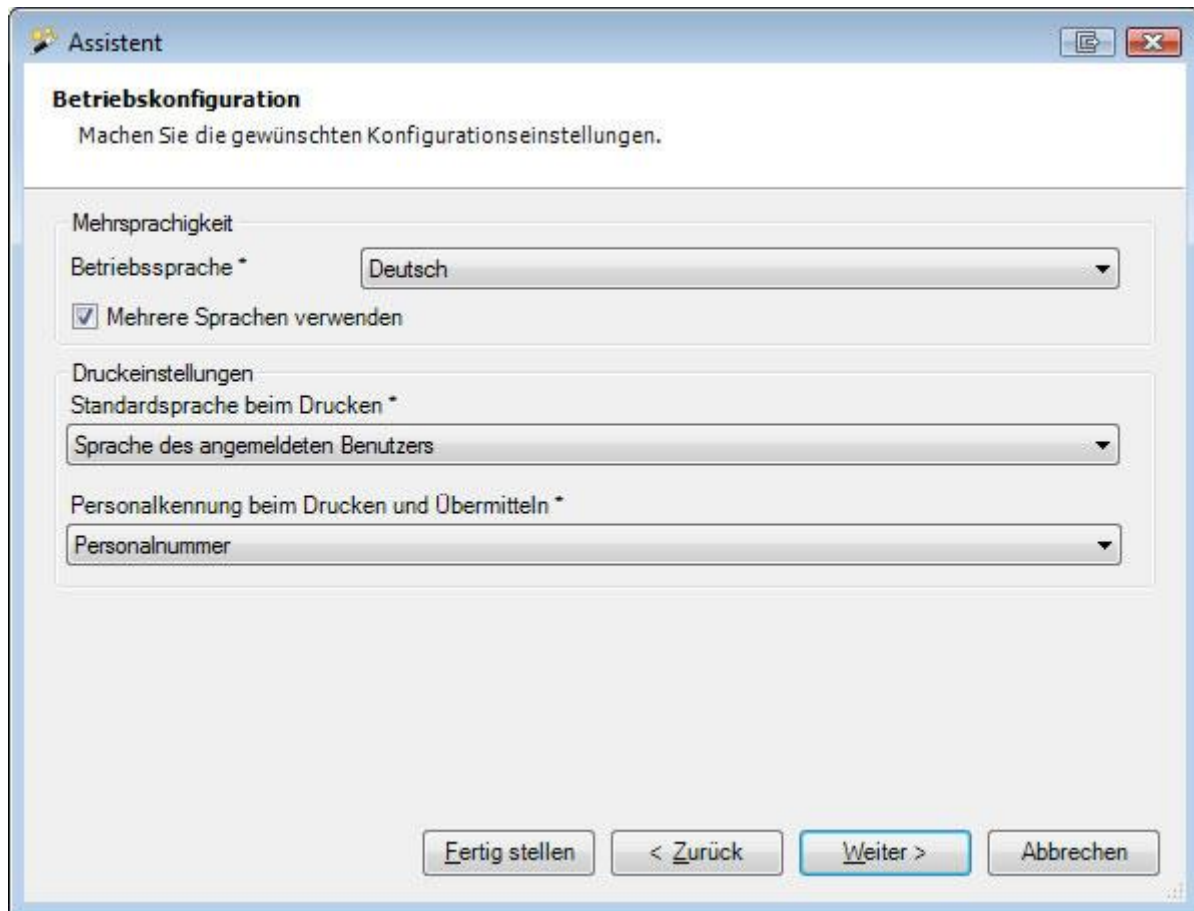 Assistent
Betriebskonfiguration
Machen Sie die gewünschten Konfigurationseinstellungen.
Mehrsprachigkeit
Betriebssprache * Deutsch
Mehrere Sprachen verwenden
Druckeinstellungen
Standardsprache beim Drucken *
Sprache des angemeldeten Benutzers
Personalkennung beim Drucken und Übermitteln *
Personalnummer
Fertig stellen < Zurück Weiter > Abbrechen